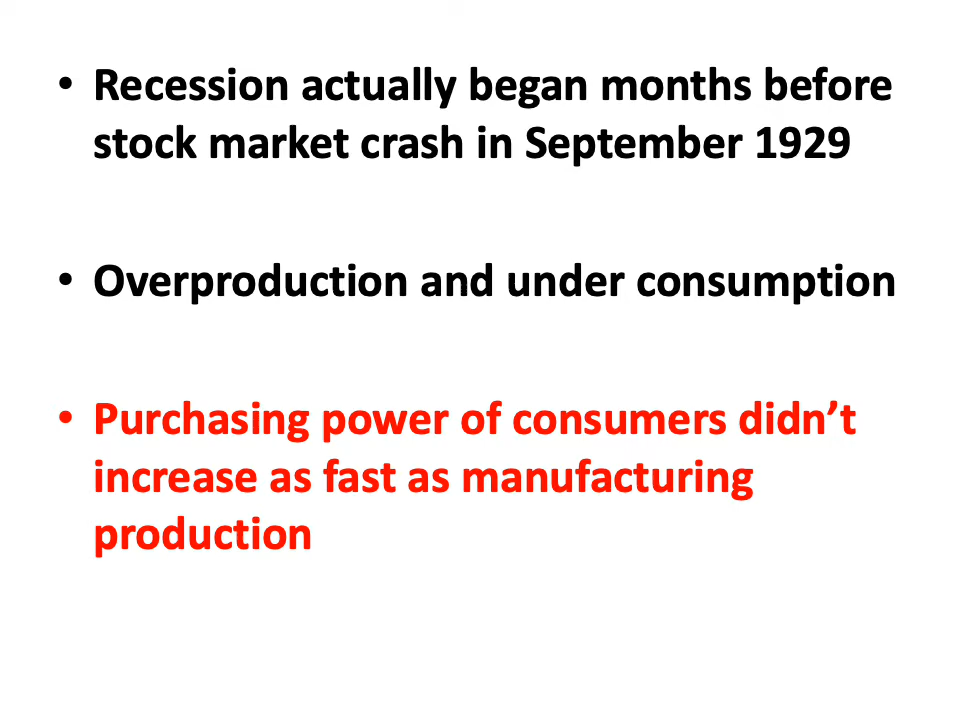 • Recession actually began months before
stock market crash in September 1929
• Overproduction and under consumption
• Purchasing power of consumers didn’t
increase as fast as manufacturing
production